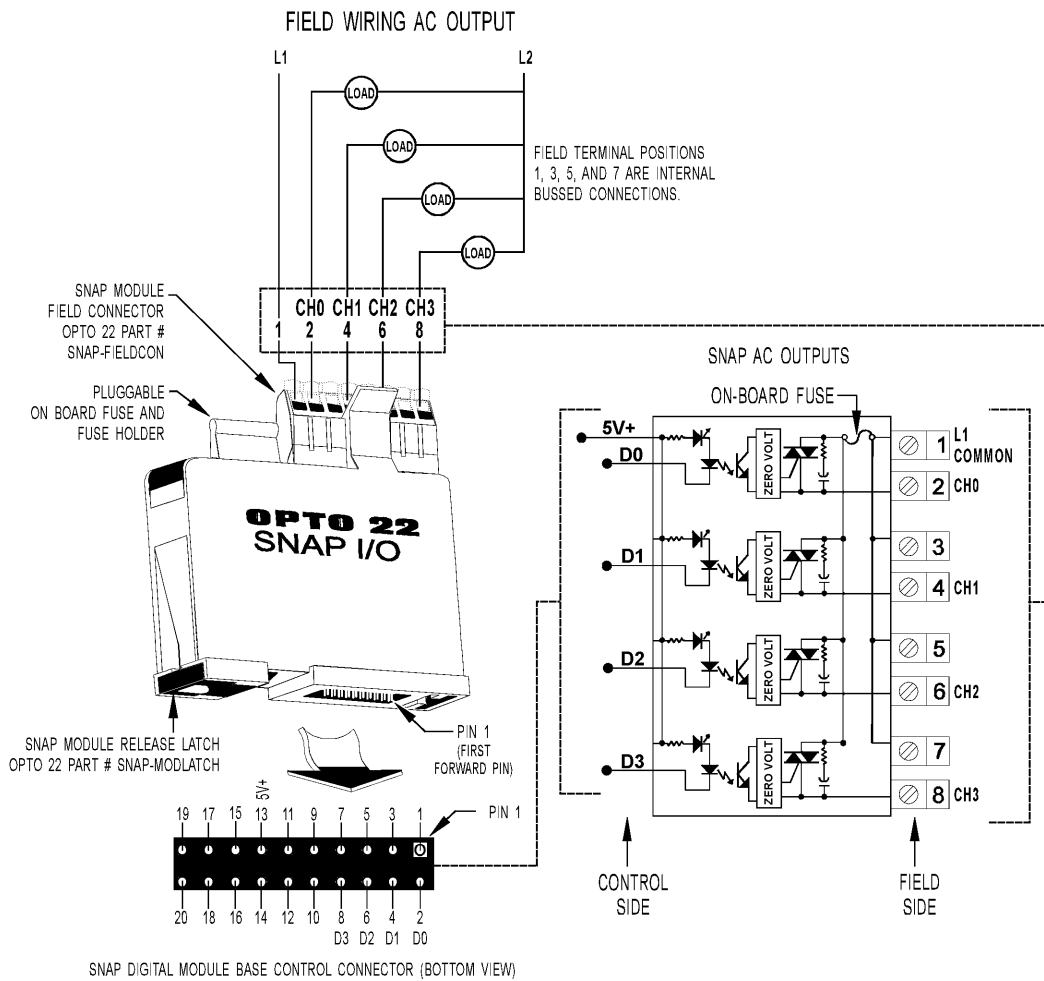 FIELD WIRING AC OUTPUT
L1
L2
LOAD
LOAD
LOAD
LOAD
FIELD TERMINAL POSITIONS
1, 3, 5, AND 7 ARE INTERNAL
BUSSED CONNECTIONS.
SNAP MODULE
FIELD CONNECTOR
OPTO 22 PART #
SNAP-FIELDCON
CH0 CH1 CH2 CH3
1 2 4 6 8
PLUGGABLE
ON BOARD FUSE AND
FUSE HOLDER
OPTO 22
SNAP I/O
SNAP MODULE RELEASE LATCH
OPTO 22 PART # SNAP-MODLATCH
PIN 1
(FIRST
FORWARD PIN)
SNAP AC OUTPUTS
ON-BOARD FUSE
5V+
D0
ZERO VOLT
1 L1
COMMON
2 CH0
D1
ZERO VOLT
3
4 CH1
D2
ZERO VOLT
5
6 CH2
D3
ZERO VOLT
7
8 CH3
CONTROL
SIDE
FIELD
SIDE
5V+
19 17 15 13 11 9 7 5 3 1
PIN 1
20 18 16 14 12 10 8 6 4 2
D3 D2 D1 D0
SNAP DIGITAL MODULE BASE CONTROL CONNECTOR (BOTTOM VIEW)